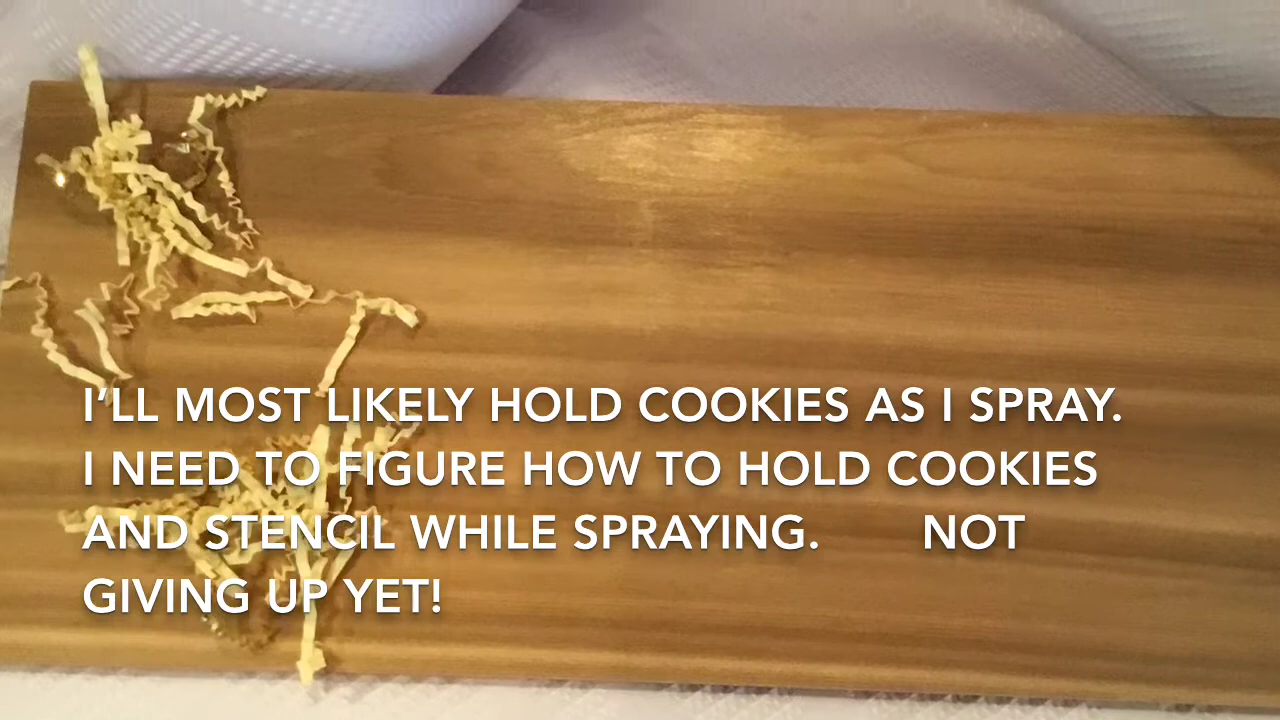 I’LL MOST LIKELY HOLD COOKIES AS I SPRAY.
I NEED TO FIGURE HOW TO HOLD COOKIES
AND STENCIL WHILE SPRAYING. NOT
GIVING UP YET!